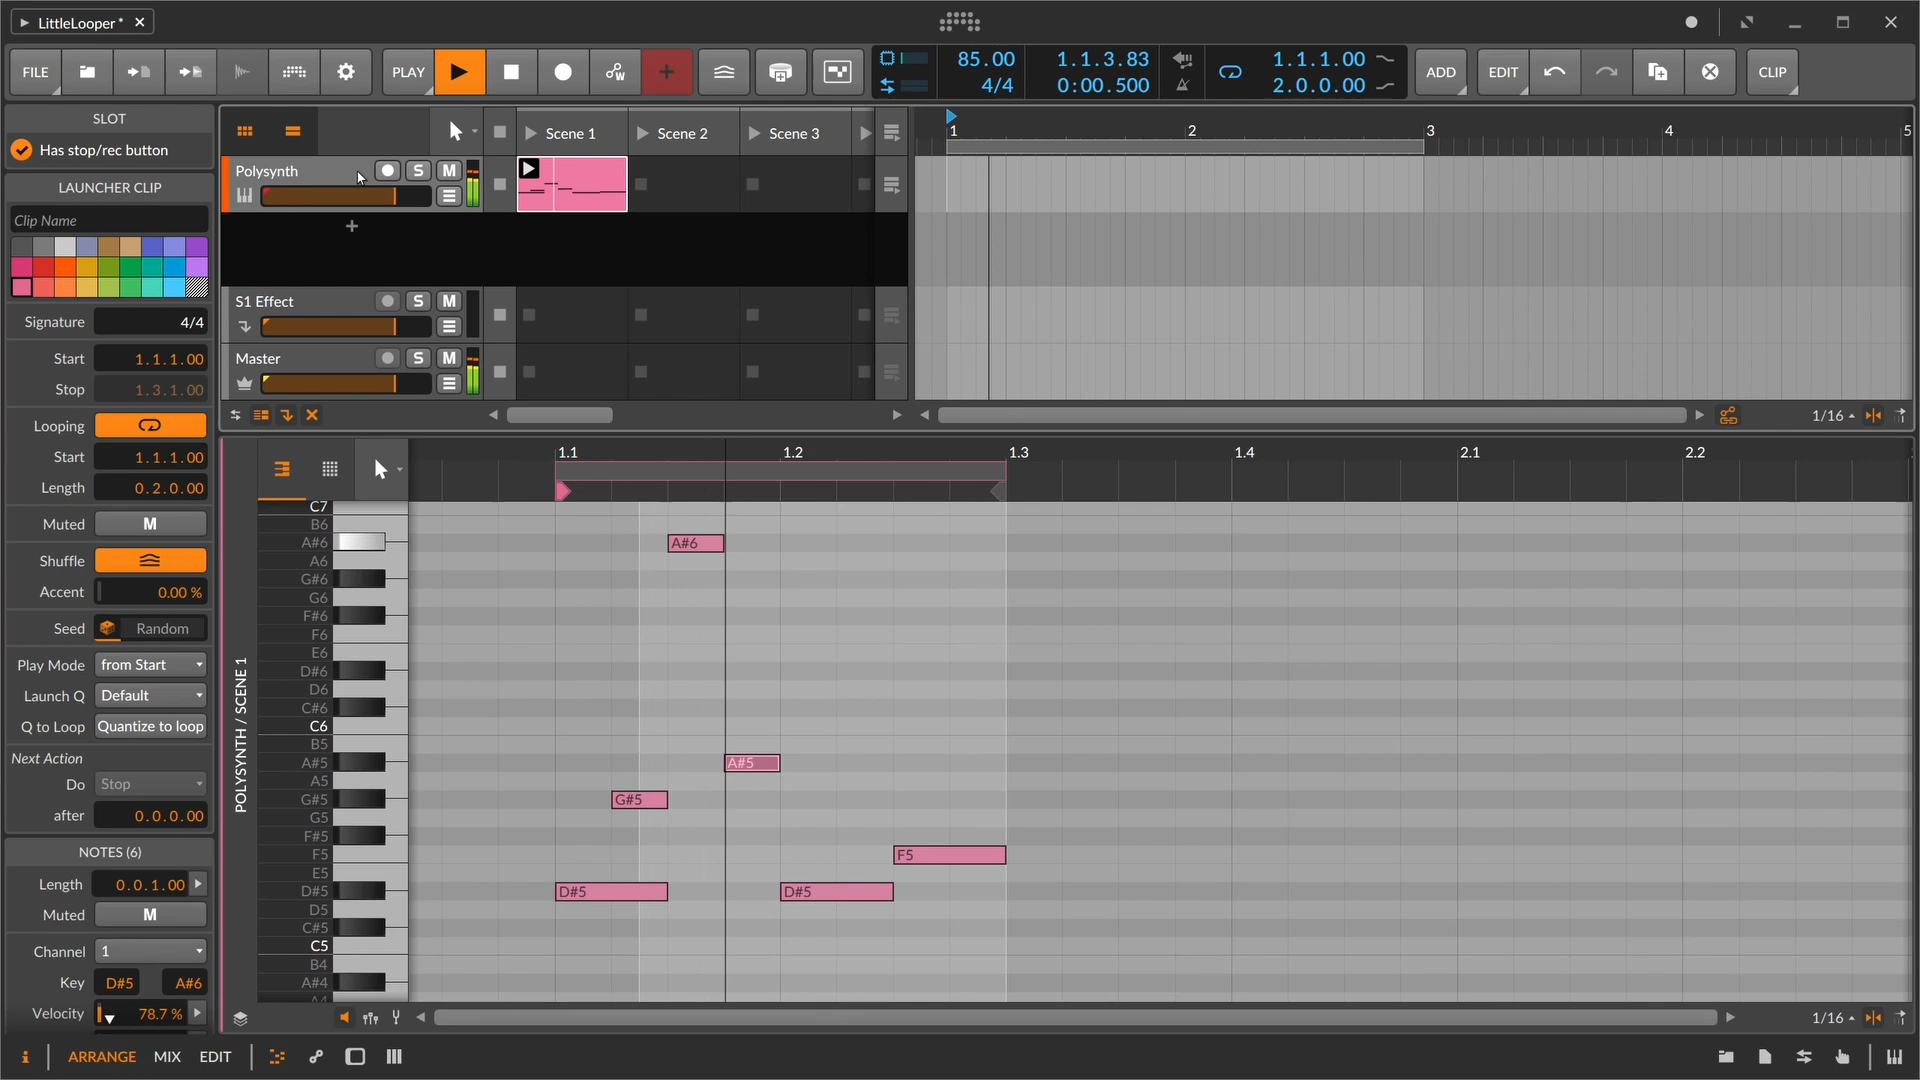 LittleLooper *
FILE
PLAY
85.00
4/4
1.1.3.83
0:00.500
1.1.1.00
2.0.0.00
ADD
EDIT
CLIP
SLOT
Has stop/rec button
LAUNCHER CLIP
Clip Name
Signature 4/4
Start 1.1.1.00
Stop 1.3.1.00
Looping
Start 1.1.1.00
Length 0.2.0.00
Muted M
Shuffle
Accent 0.00 %
Seed Random
Play Mode from Start
Launch Q Default
Q to Loop Quantize to loop
Next Action
Do Stop
after 0.0.0.00
NOTES (6)
Length 0.0.1.00
Muted M
Channel 1
Key D#5 A#6
Velocity 78.7 %
Scene 1 Scene 2 Scene 3
Polysynth S M
S1 Effect S M
Master S M
1 2 3 4 5
1/16
POLYSYNTH / SCENE 1
1.1 1.2 1.3 1.4 2.1 2.2
C7
B6
A#6 A#6
A6
G#6
G6
F#6
F6
E6
D#6
D6
C#6
C6
B5
A#5 A#5
A5
G#5 G#5
G5
F#5
F5 F5
E5
D#5 D#5 D#5
D5
C#5
C5
B4
A#4
A4
1/16
i ARRANGE MIX EDIT